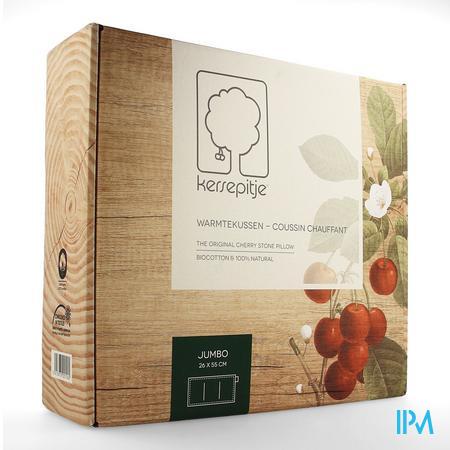 kersepitje
WARMTEKUSSEN – COUSSIN CHAUFFANT
THE ORIGINAL CHERRY STONE PILLOW
BIOCOTTON & 100% NATURAL
JUMBO
26 X 55 CM
IPM